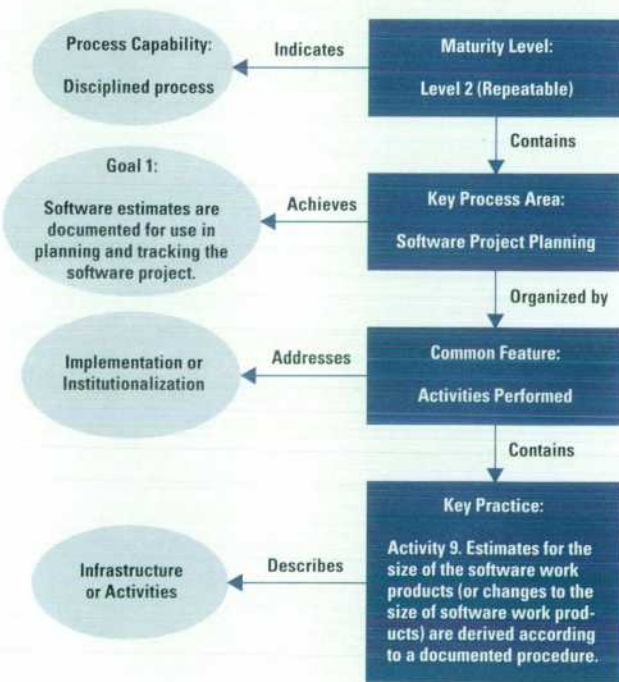 Process Capability:
Disciplined process
Indicates
Maturity Level:
Level 2 (Repeatable)
Contains
Goal 1:
Software estimates are
documented for use in
planning and tracking the
software project.
Achieves
Key Process Area:
Software Project Planning
Organized by
Implementation or
Institutionalization
Addresses
Common Feature:
Activities Performed
Contains
Infrastructure
or Activities
Describes
Key Practice:
Activity 9. Estimates for the
size of the software work
products (or changes to the
size of software work prod-
ucts) are derived according
to a documented procedure.